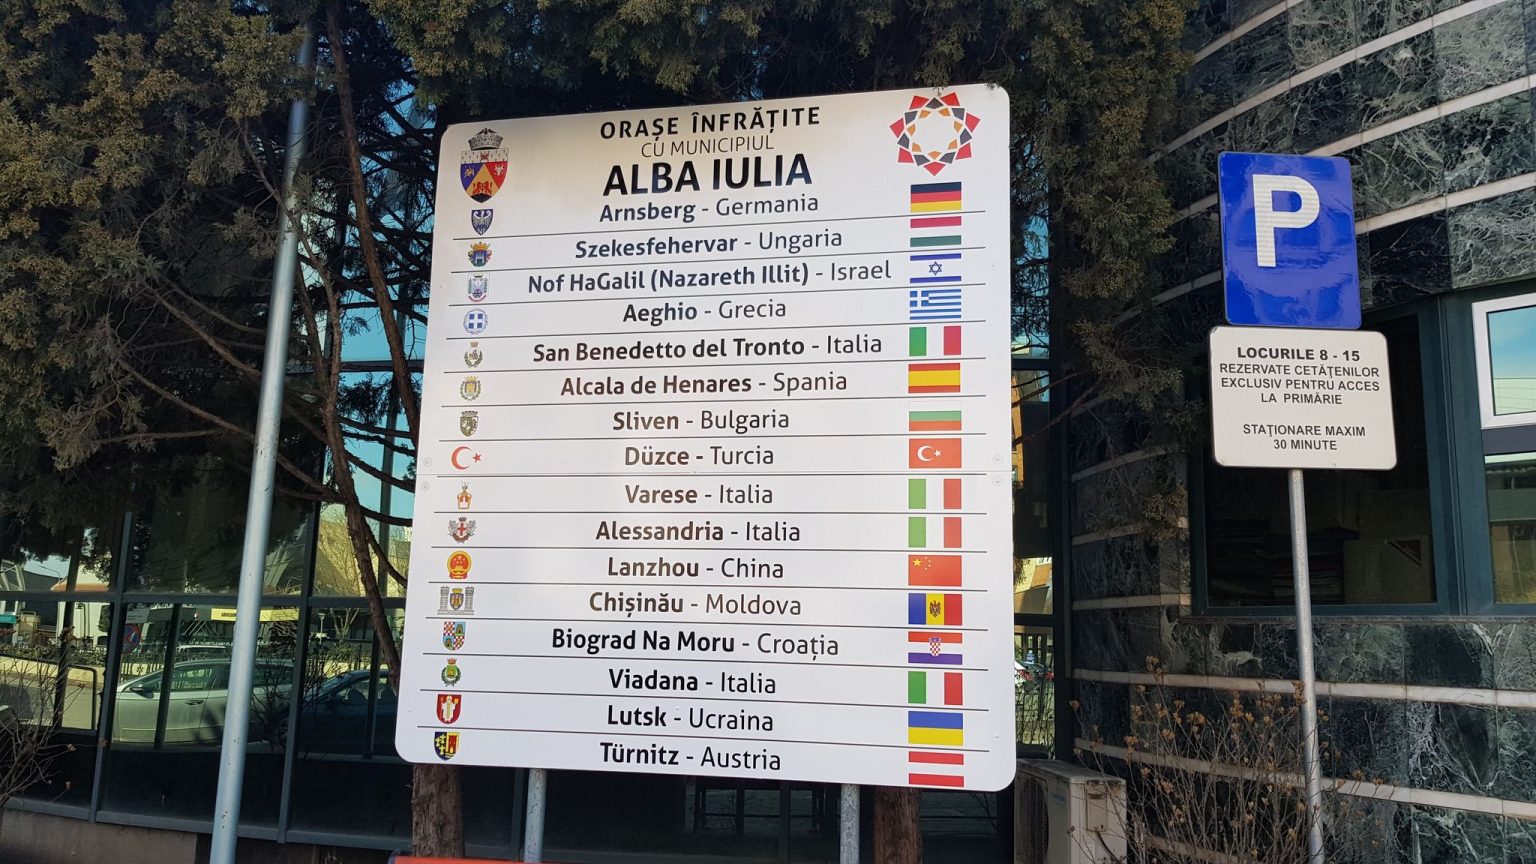 ORAȘE ÎNFRĂȚITE
CU MUNICIPIUL
ALBA IULIA
Arnsberg - Germania
Szekesfehervar - Ungaria
Nof HaGalil (Nazareth Illit) - Israel
Aeghio - Grecia
San Benedetto del Tronto - Italia
Alcala de Henares - Spania
Sliven - Bulgaria
Düzce - Turcia
Varese - Italia
Alessandria - Italia
Lanzhou - China
Chișinău - Moldova
Biograd Na Moru - Croația
Viadana - Italia
Lutsk - Ucraina
Türnitz - Austria
P
LOCURILE 8 - 15
REZERVATE CETĂŢENILOR
EXCLUSIV PENTRU ACCES
LA PRIMĂRIE
STAŢIONARE MAXIM
30 MINUTE